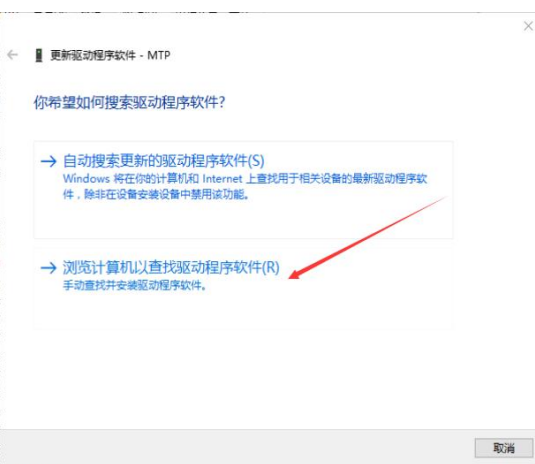 更新驱动程序软件 - MTP
你希望如何搜索驱动程序软件?
自动搜索更新的驱动程序软件(S)
Windows 将在你的计算机和 Internet 上查找用于相关设备的最新驱动程序软
件，除非在设备安装设置中禁用该功能。
浏览计算机以查找驱动程序软件(R)
手动查找并安装驱动程序软件。
取消